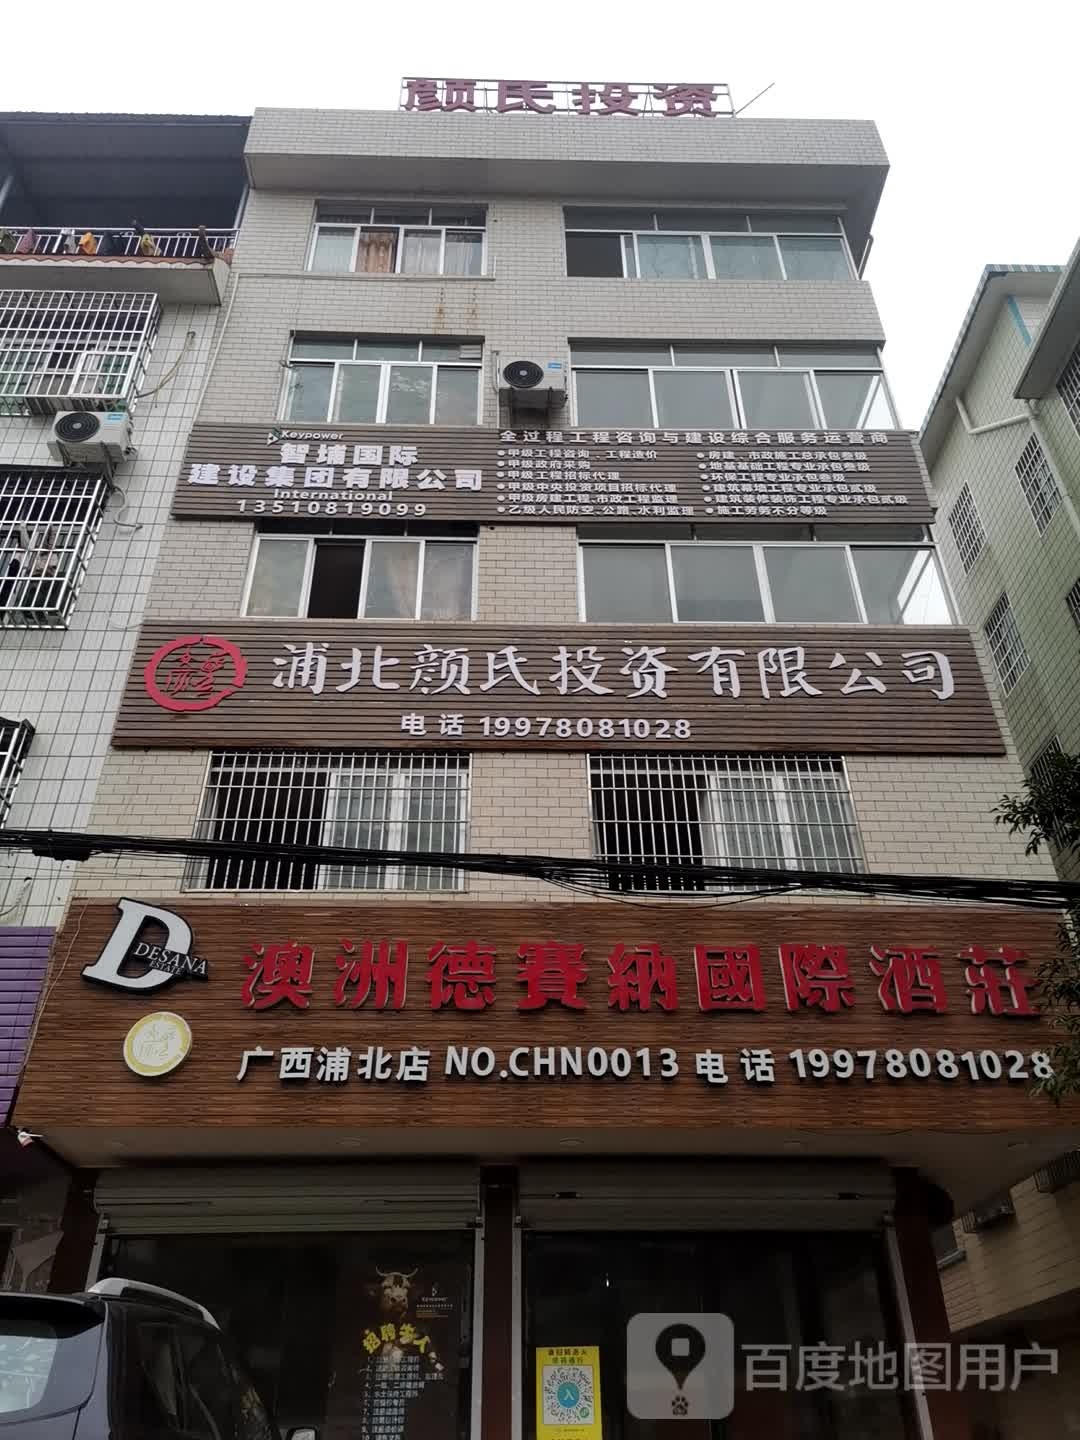 颜氏投资
Keypower
智埔国际
建设集团有限公司
International
13510819099
全过程工程咨询与建设综合服务运营商
•甲级工程咨询、工程造价
•甲级政府采购
•甲级工程招标代理
•甲级中央投资项目招标代理
•甲级房建工程、市政工程监理
•乙级人民防空、公路、水利监理
•房建、市政施工总承包叁级
•地基基础工程专业承包叁级
•环保工程专业承包叁级
•建筑幕墙工程专业承包贰级
•建筑装修装饰工程专业承包贰级
•施工劳务不分等级
浦北颜氏投资有限公司
电话 19978081028
D
DESANA
ESTATE
澳洲德赛納國際酒莊
广西浦北店 NO.CHN0013 电话 19978081028
Keypower
招聘
百度地图用户